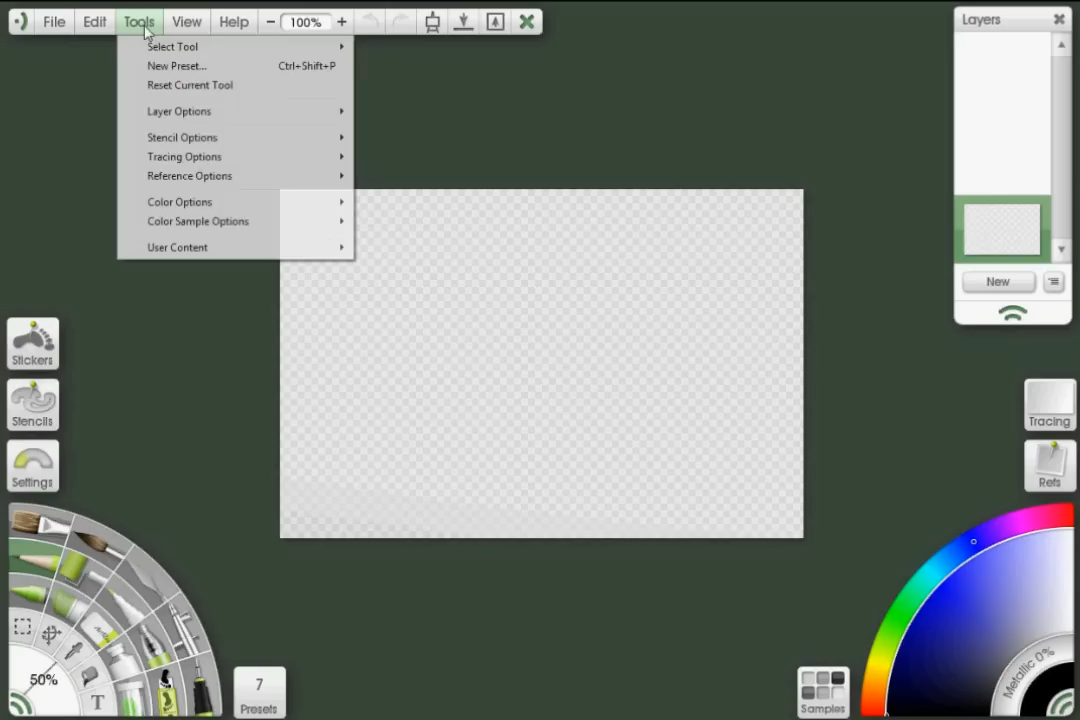 File Edit Tools View Help − 100% +
Select Tool
New Preset... Ctrl+Shift+P
Reset Current Tool
Layer Options
Stencil Options
Tracing Options
Reference Options
Color Options
Color Sample Options
User Content
Layers
New
Stickers
Stencils
Settings
Tracing
Refs
50%
T
7
Presets
Samples
Metallic 0%